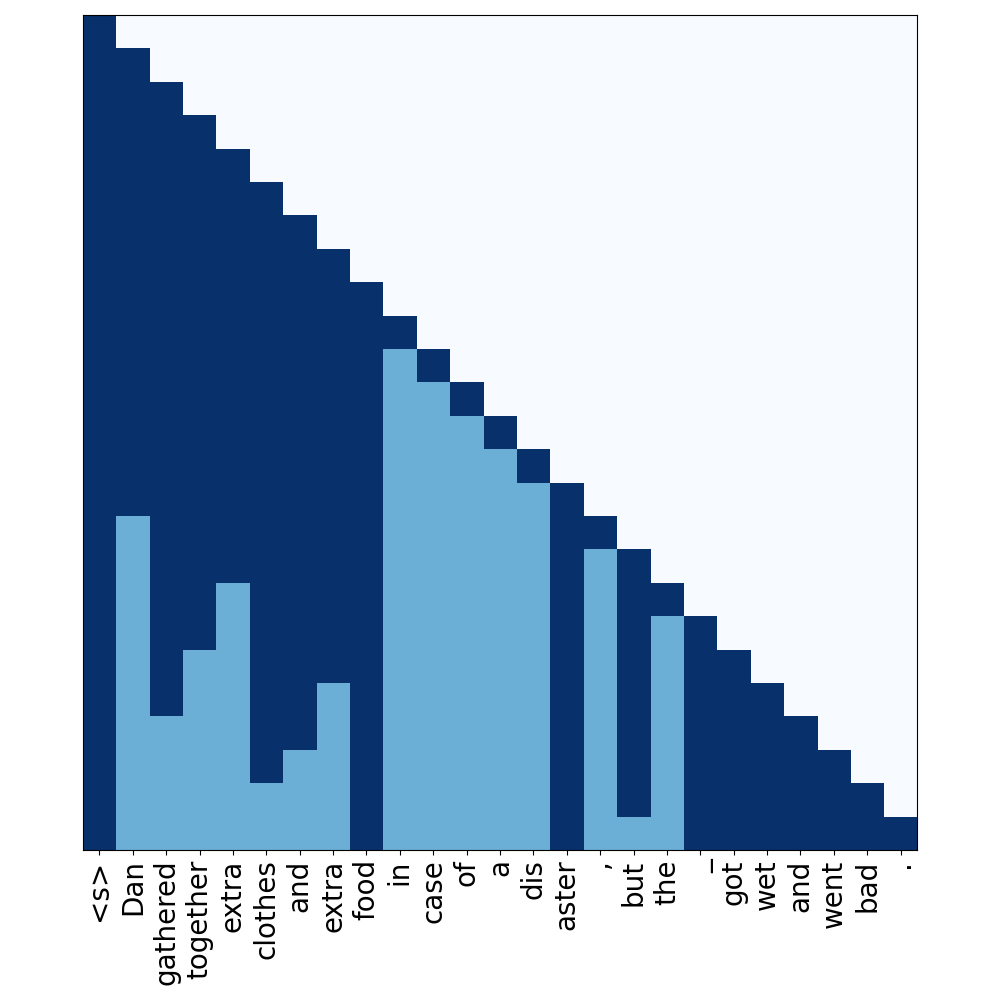 <s>
Dan
gathered
together
extra
clothes
and
extra
food
in
case
of
a
dis
aster
,
but
the
_
got
wet
and
went
bad
.